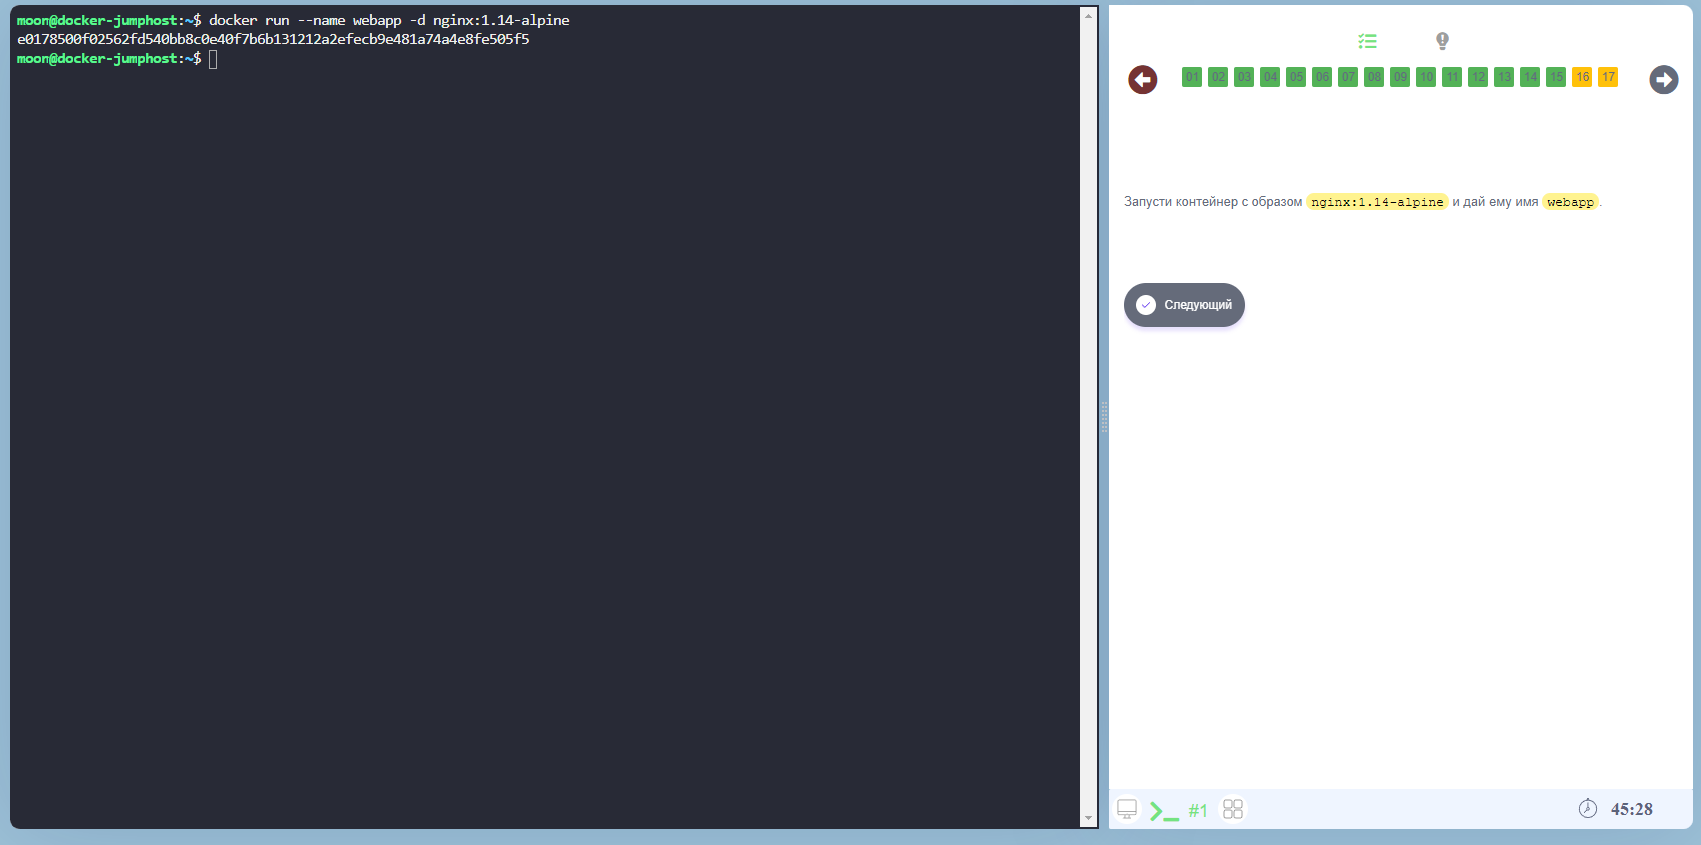 moon@docker-jumphost:~$ docker run --name webapp -d nginx:1.14-alpine
e0178500f02562fd540bb8c0e40f7b6b131212a2efecb9e481a74a4e8fe505f5
moon@docker-jumphost:~$
01 02 03 04 05 06 07 08 09 10 11 12 13 14 15 16 17
Запусти контейнер с образом nginx:1.14-alpine и дай ему имя webapp.
Следующий
#1
45:28